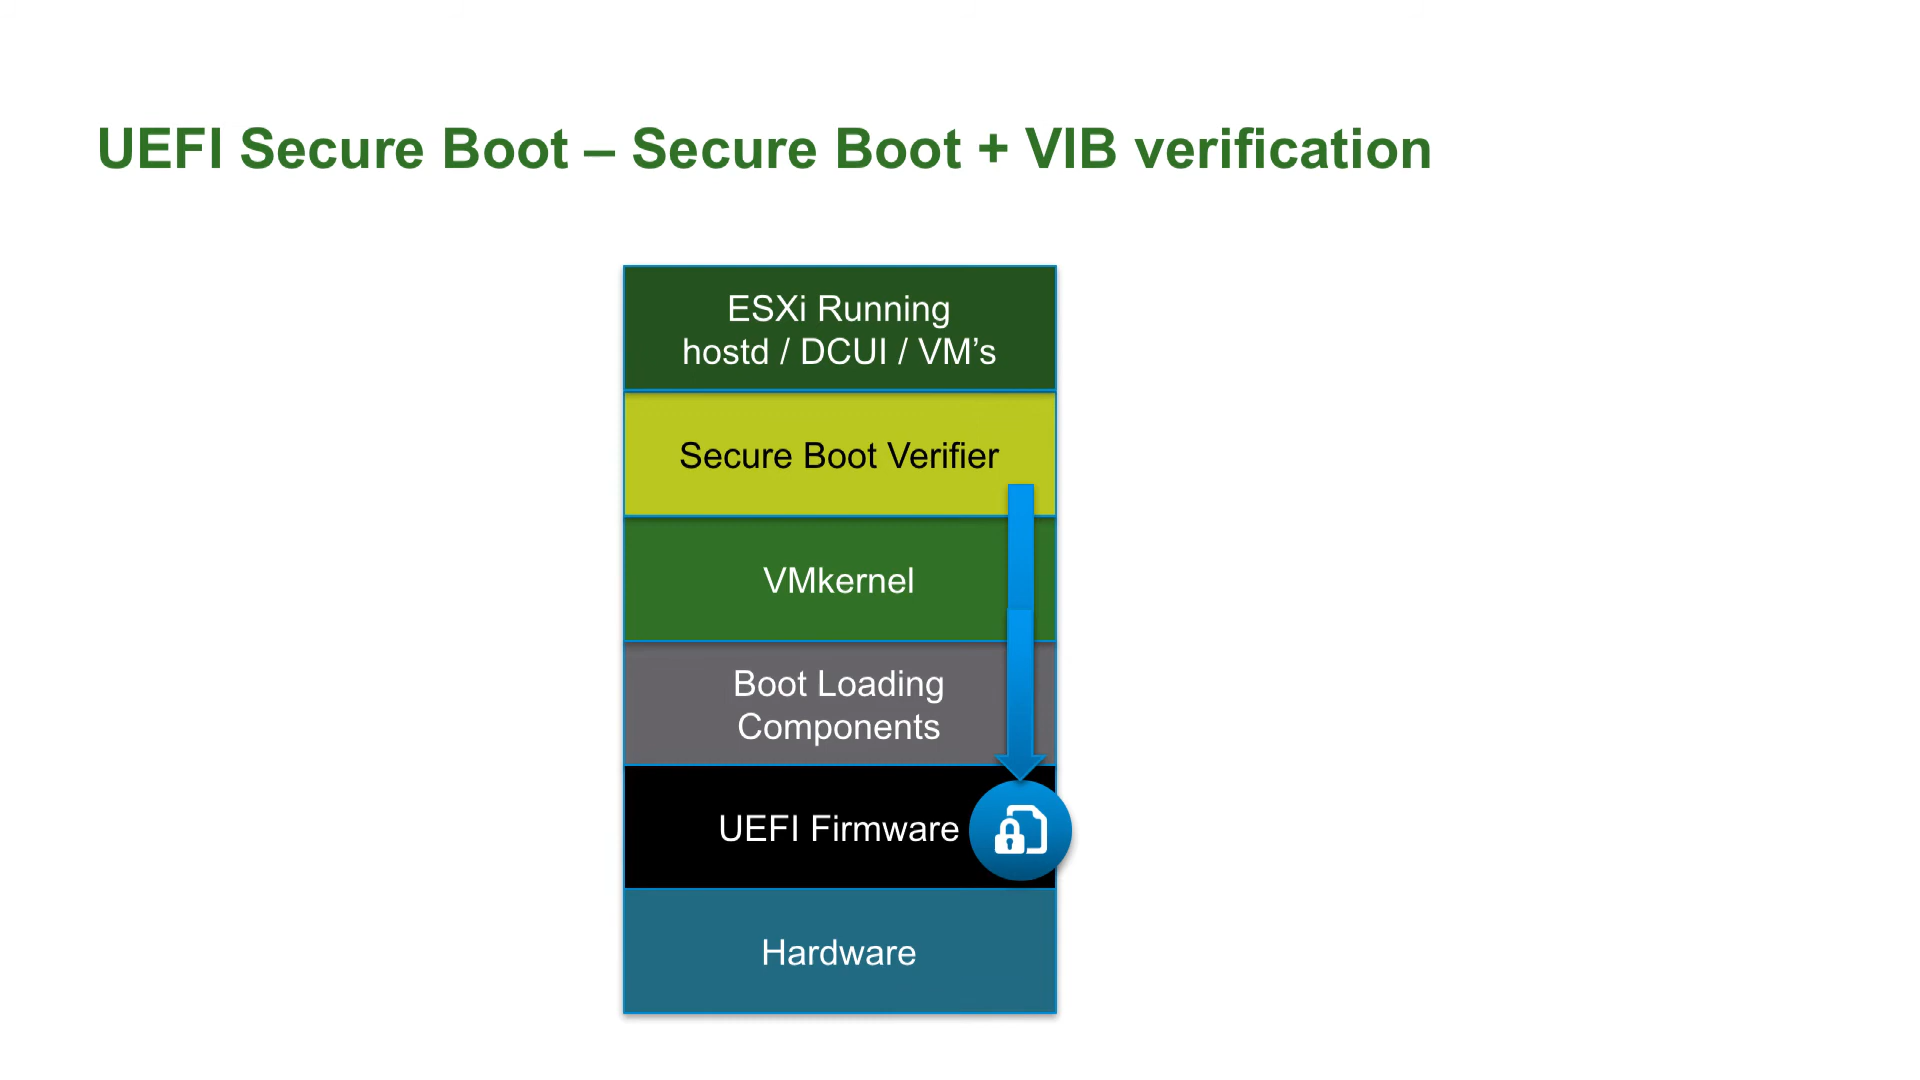 UEFI Secure Boot – Secure Boot + VIB verification
ESXi Running
hostd / DCUI / VM’s
Secure Boot Verifier
VMkernel
Boot Loading
Components
UEFI Firmware
Hardware